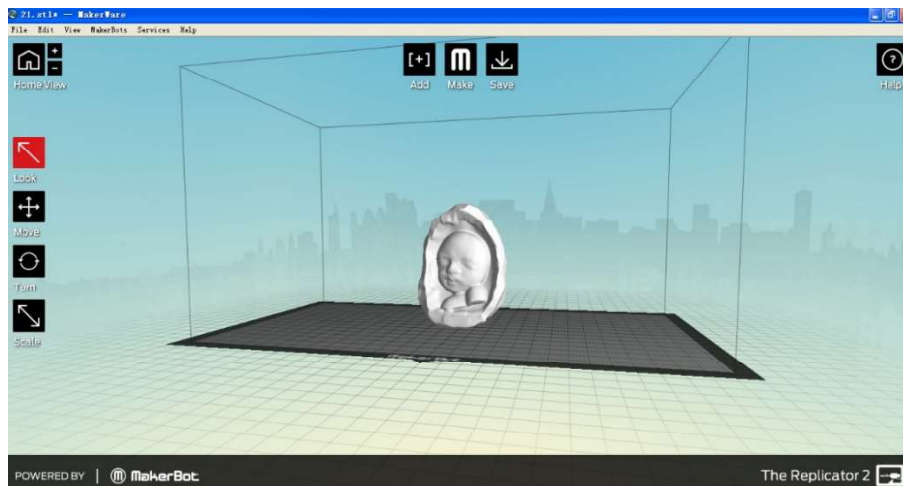 21.stl* — MakerWare
File Edit View MakerBots Services Help
Home View + -
[+] Add
M Make
Save
? Help
Look
Move
Turn
Scale
POWERED BY | MakerBot
The Replicator 2